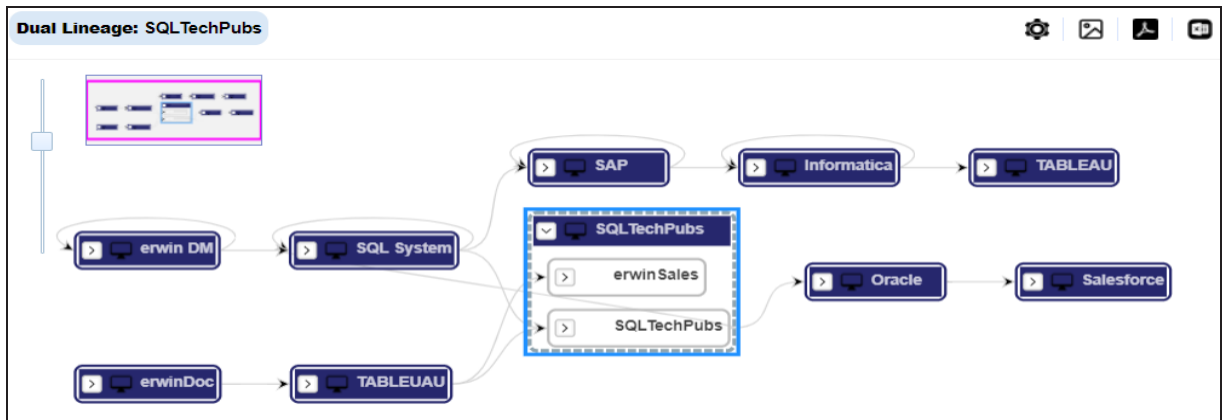 Dual Lineage: SQLTechPubs
SAP
Informatica
TABLEAU
SQLTechPubs
erwin DM
SQL System
erwinSales
Oracle
Salesforce
SQLTechPubs
erwinDoc
TABLEUAU